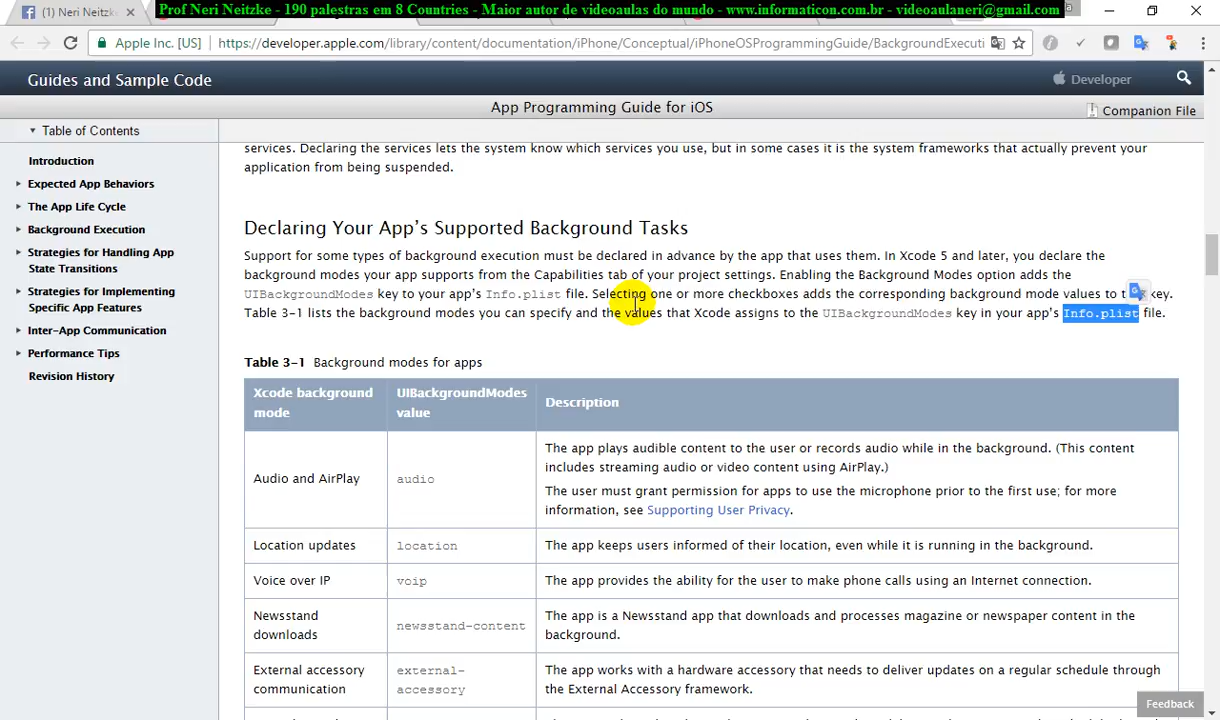 (1) Neri Neitzk
Prof Neri Neitzke - 190 palestras em 8 Countries - Maior autor de videoaulas do mundo - www.informaticon.com.br - videoaulaneri@gmail.com
Apple Inc. [US]
https://developer.apple.com/library/content/documentation/iPhone/Conceptual/iPhoneOSProgrammingGuide/BackgroundExecuti
Guides and Sample Code
Developer
App Programming Guide for iOS
Companion File
Table of Contents
Introduction
Expected App Behaviors
The App Life Cycle
Background Execution
Strategies for Handling App
State Transitions
Strategies for Implementing
Specific App Features
Inter-App Communication
Performance Tips
Revision History
services. Declaring the services lets the system know which services you use, but in some cases it is the system frameworks that actually prevent your
application from being suspended.
Declaring Your App's Supported Background Tasks
Support for some types of background execution must be declared in advance by the app that uses them. In Xcode 5 and later, you declare the
background modes your app supports from the Capabilities tab of your project settings. Enabling the Background Modes option adds the
UIBackgroundModes key to your app's Info.plist file. Selecting one or more checkboxes adds the corresponding background mode values to key.
Table 3-1 lists the background modes you can specify and the values that Xcode assigns to the UIBackgroundModes key in your app's Info.plist file.
Table 3-1 Background modes for apps
Xcode background
mode
UIBackgroundModes
value
Description
Audio and AirPlay
audio
The app plays audible content to the user or records audio while in the background. (This content
includes streaming audio or video content using AirPlay.)
The user must grant permission for apps to use the microphone prior to the first use; for more
information, see Supporting User Privacy.
Location updates
location
The app keeps users informed of their location, even while it is running in the background.
Voice over IP
voip
The app provides the ability for the user to make phone calls using an Internet connection.
Newsstand
downloads
newsstand-content
The app is a Newsstand app that downloads and processes magazine or newspaper content in the
background.
External accessory
communication
external-
accessory
The app works with a hardware accessory that needs to deliver updates on a regular schedule through
the External Accessory framework.
Feedback